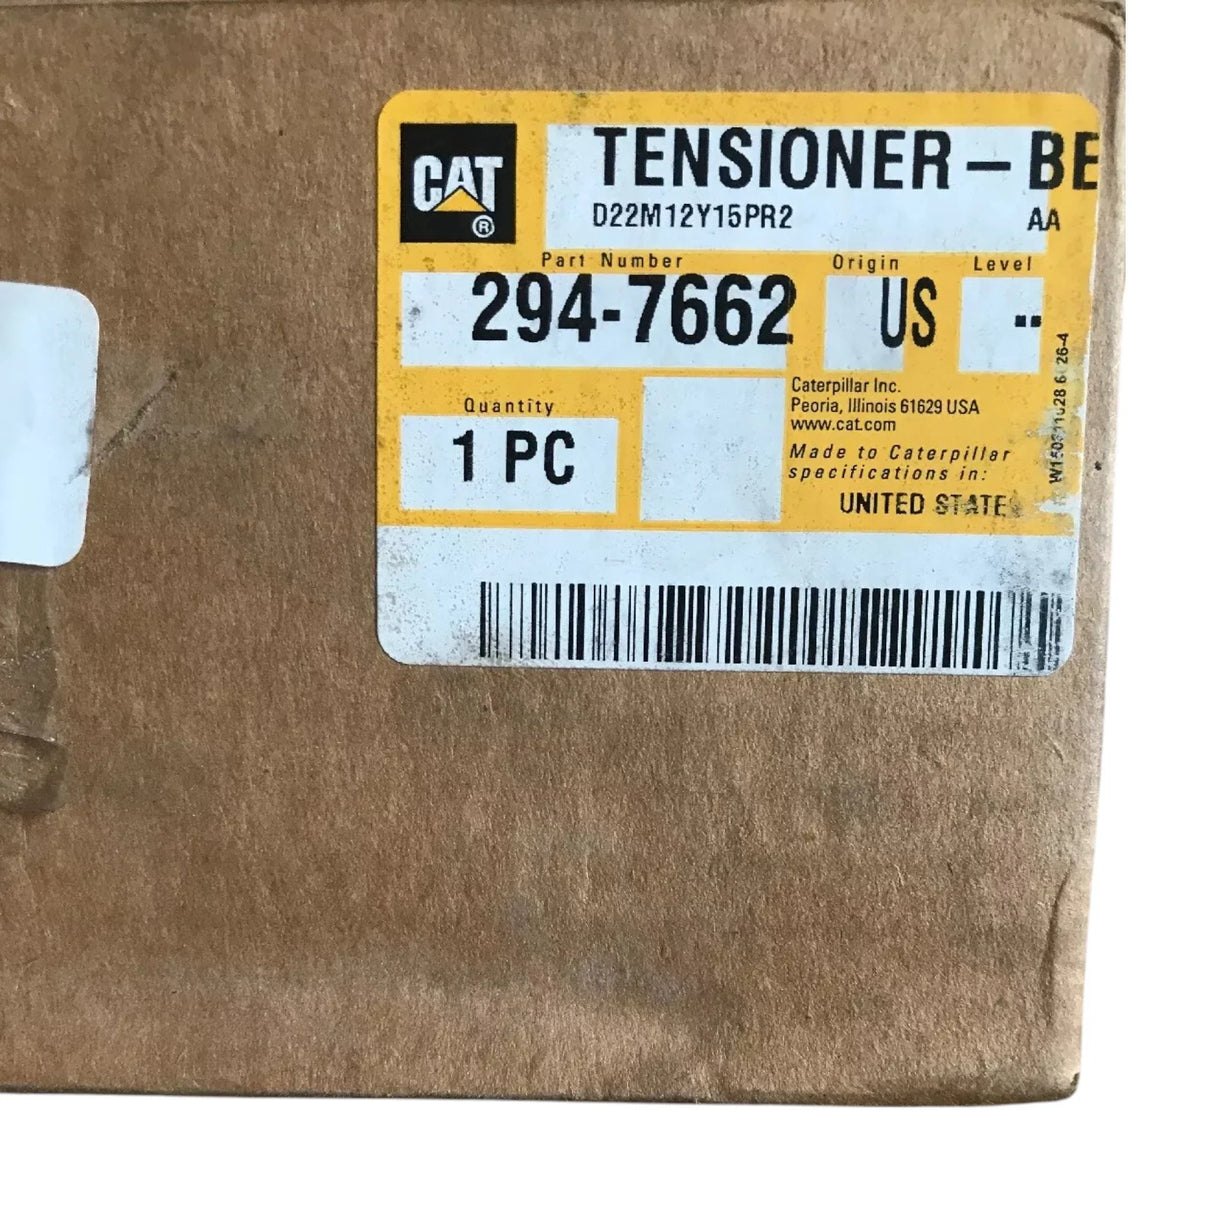 TENSIONER-BE
CAT®
D22M12Y15PR2 AA
Part Number Origin Level
294-7662 US --
Caterpillar Inc.
Quantity
Peoria, Illinois 61629 USA
www.cat.com
1 PC
Made to Caterpillar
specifications in:
UNITED STATE